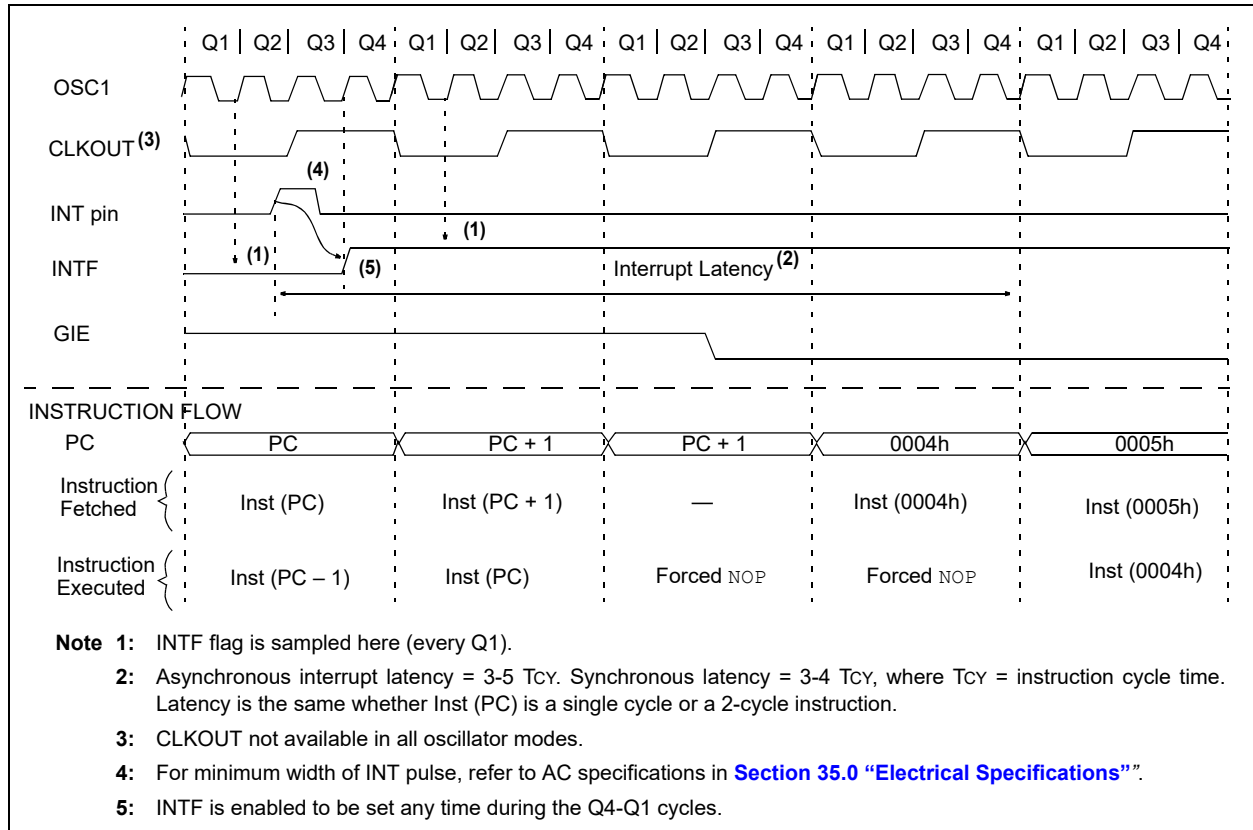 Q1 Q2 Q3 Q4 Q1 Q2 Q3 Q4 Q1 Q2 Q3 Q4 Q1 Q2 Q3 Q4 Q1 Q2 Q3 Q4
OSC1
CLKOUT (3)
(4)
INT pin
(1)
(1)
INTF
(5)
Interrupt Latency (2)
GIE
INSTRUCTION FLOW
PC PC PC + 1 PC + 1 0004h 0005h
Instruction Fetched Inst (PC) Inst (PC + 1) — Inst (0004h) Inst (0005h)
Instruction Executed Inst (PC – 1) Inst (PC) Forced NOP Forced NOP Inst (0004h)
Note 1: INTF flag is sampled here (every Q1).
2: Asynchronous interrupt latency = 3-5 TCY. Synchronous latency = 3-4 TCY, where TCY = instruction cycle time.
Latency is the same whether Inst (PC) is a single cycle or a 2-cycle instruction.
3: CLKOUT not available in all oscillator modes.
4: For minimum width of INT pulse, refer to AC specifications in Section 35.0 “Electrical Specifications””.
5: INTF is enabled to be set any time during the Q4-Q1 cycles.